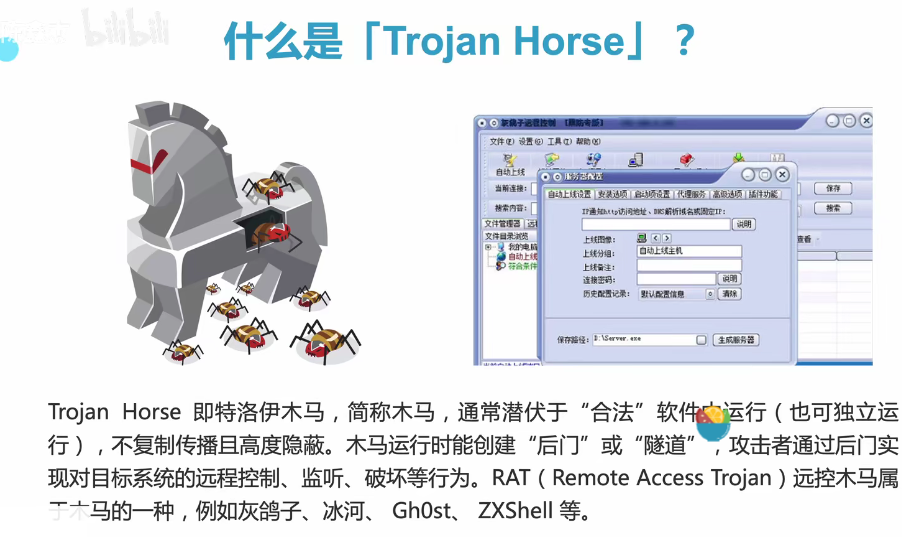 bilibili
什么是「Trojan Horse」？
灰鸽子远程控制
文件(F) 设置(G) 工具(T) 帮助(H)
自动上线
当前连接：
保存
搜索内容：
搜索
文件管理器
文件目录浏览
我的电脑
自动上线
符合条件
服务器配置
自动上线设置 安装选项 启动项设置 代理服务 高级选项 插件功能
IP通知http访问地址、DNS解析域名或固定IP：
说明
上线图像：
上线分组：
自动上线主机
上线备注：
连接密码：
说明
历史配置记录：
默认配置信息
清除
保存路径：
D:\Server.exe
生成服务器
Trojan Horse 即特洛伊木马，简称木马，通常潜伏于“合法”软件中运行（也可独立运
行），不复制传播且高度隐蔽。木马运行时能创建“后门”或“隧道”，攻击者通过后门实
现对目标系统的远程控制、监听、破坏等行为。RAT（Remote Access Trojan）远控木马属
于木马的一种，例如灰鸽子、冰河、 Gh0st、 ZXShell 等。